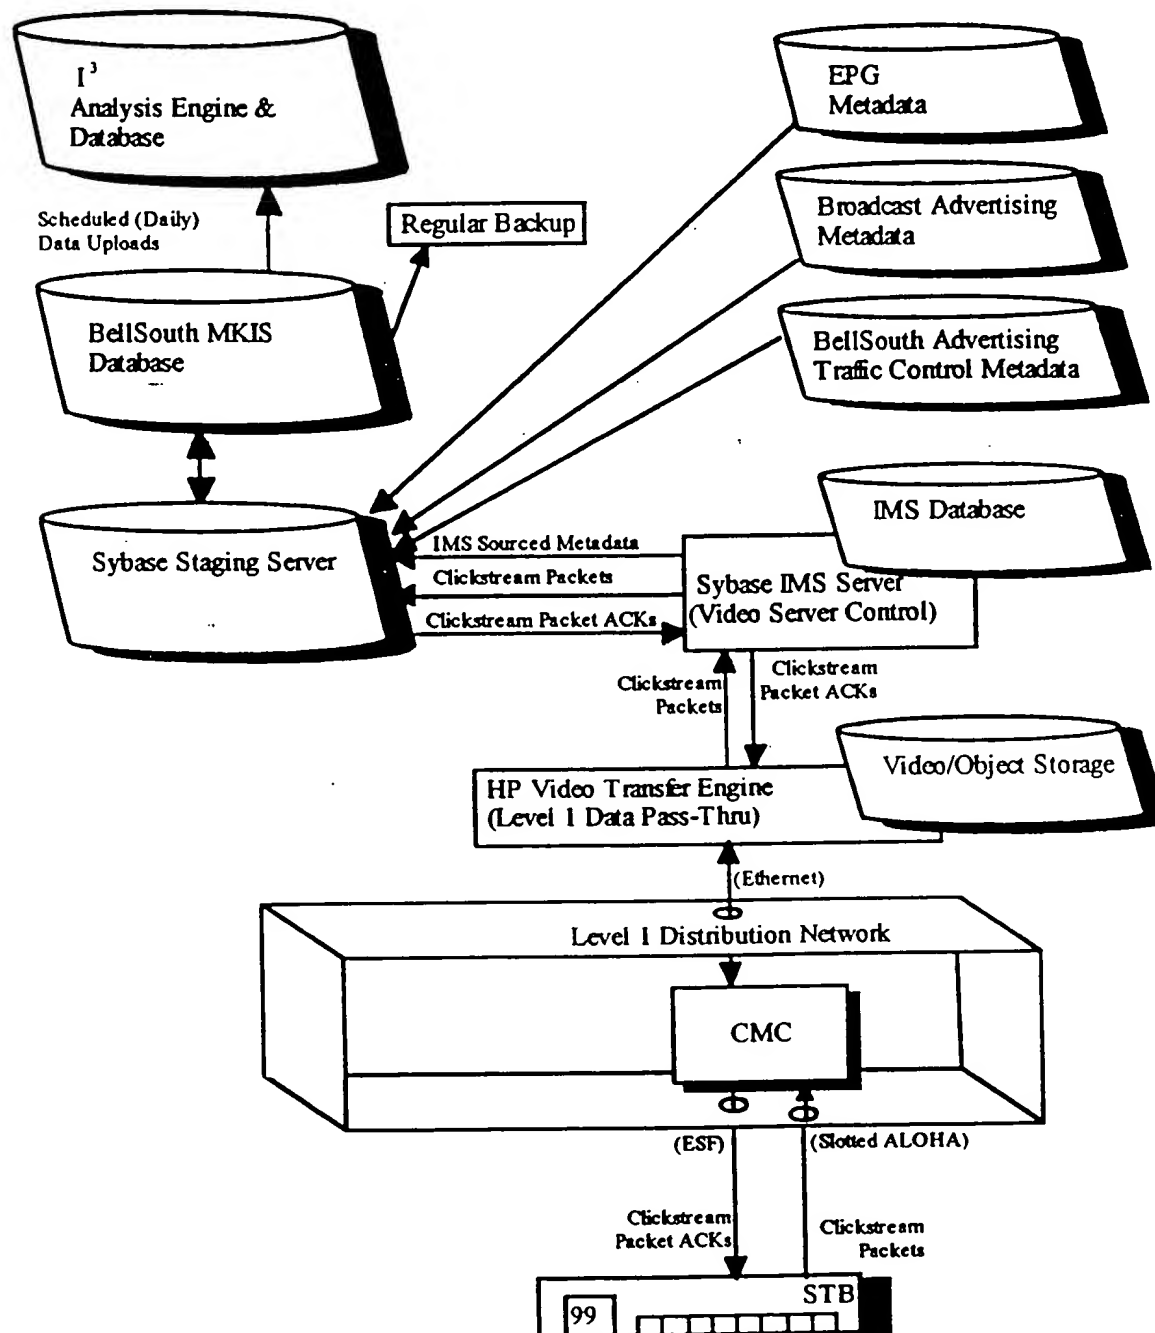 I³
Analysis Engine &
Database
EPG
Metadata
Scheduled (Daily)
Data Uploads
Regular Backup
Broadcast Advertising
Metadata
BellSouth MKIS
Database
BellSouth Advertising
Traffic Control Metadata
IMS Database
Sybase Staging Server
IMS Sourced Metadata
Clickstream Packets
Clickstream Packet ACKs
Sybase IMS Server
(Video Server Control)
Clickstream
Packets
Clickstream
Packet ACKs
Video/Object Storage
HP Video Transfer Engine
(Level 1 Data Pass-Thru)
(Ethernet)
Level 1 Distribution Network
CMC
(ESF)
(Slotted ALOHA)
Clickstream
Packet ACKs
Clickstream
Packets
STB
99